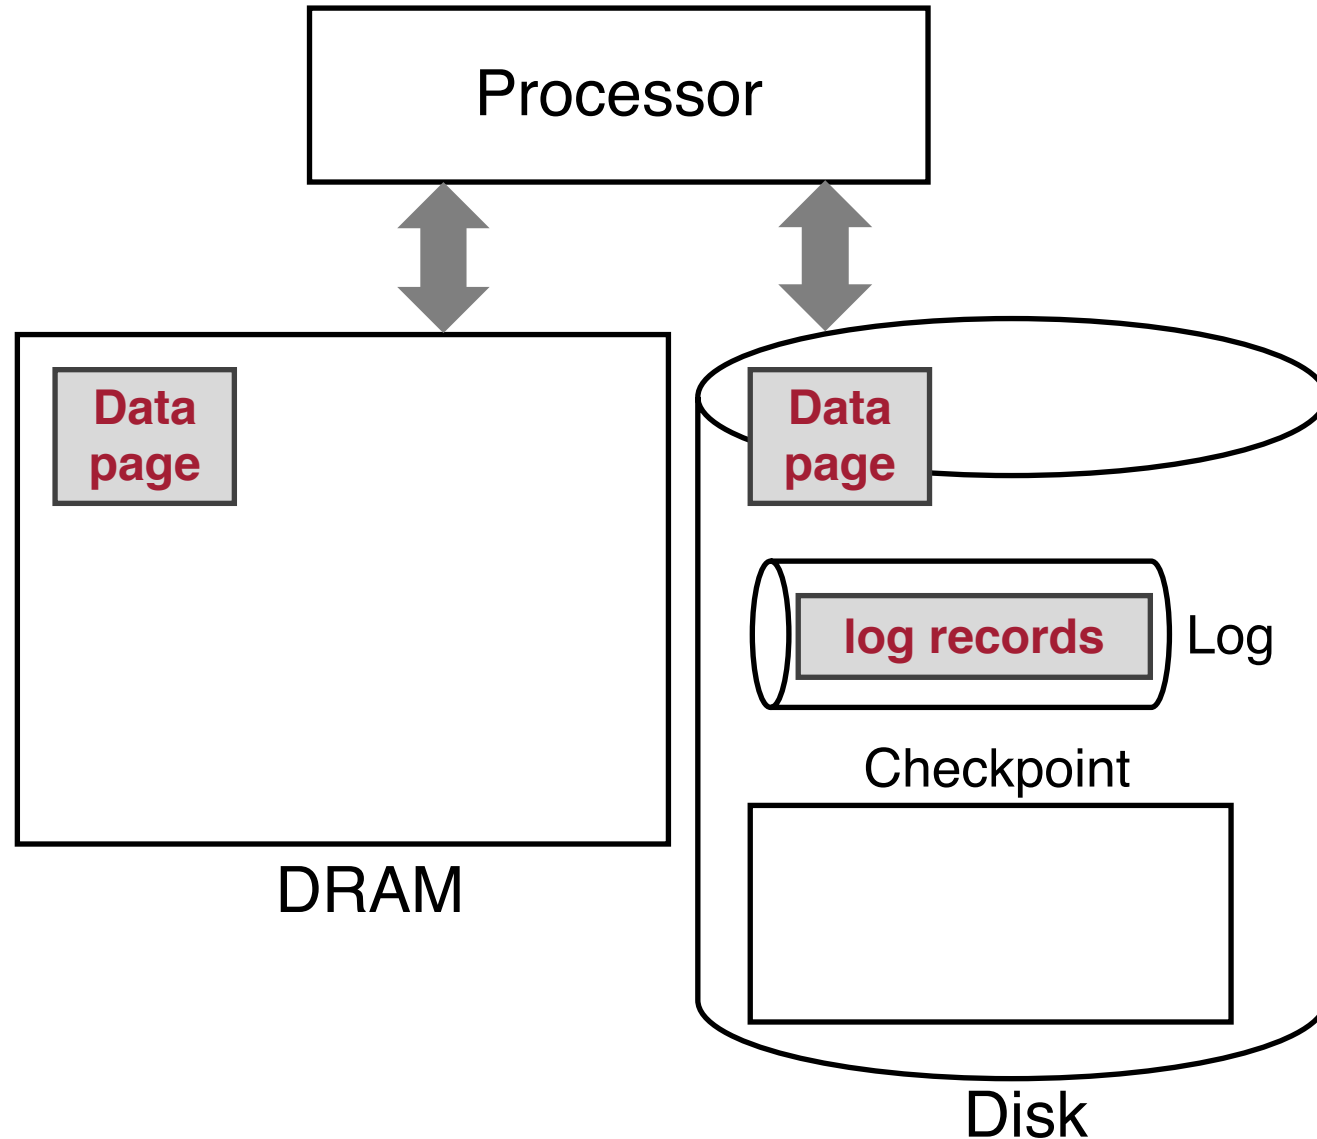 Processor
Data
page
Data
page
log records
Log
Checkpoint
DRAM
Disk